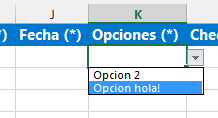 J K
*) Fecha (*) Opciones (*) Chec
Opcion 2
Opcion hola!